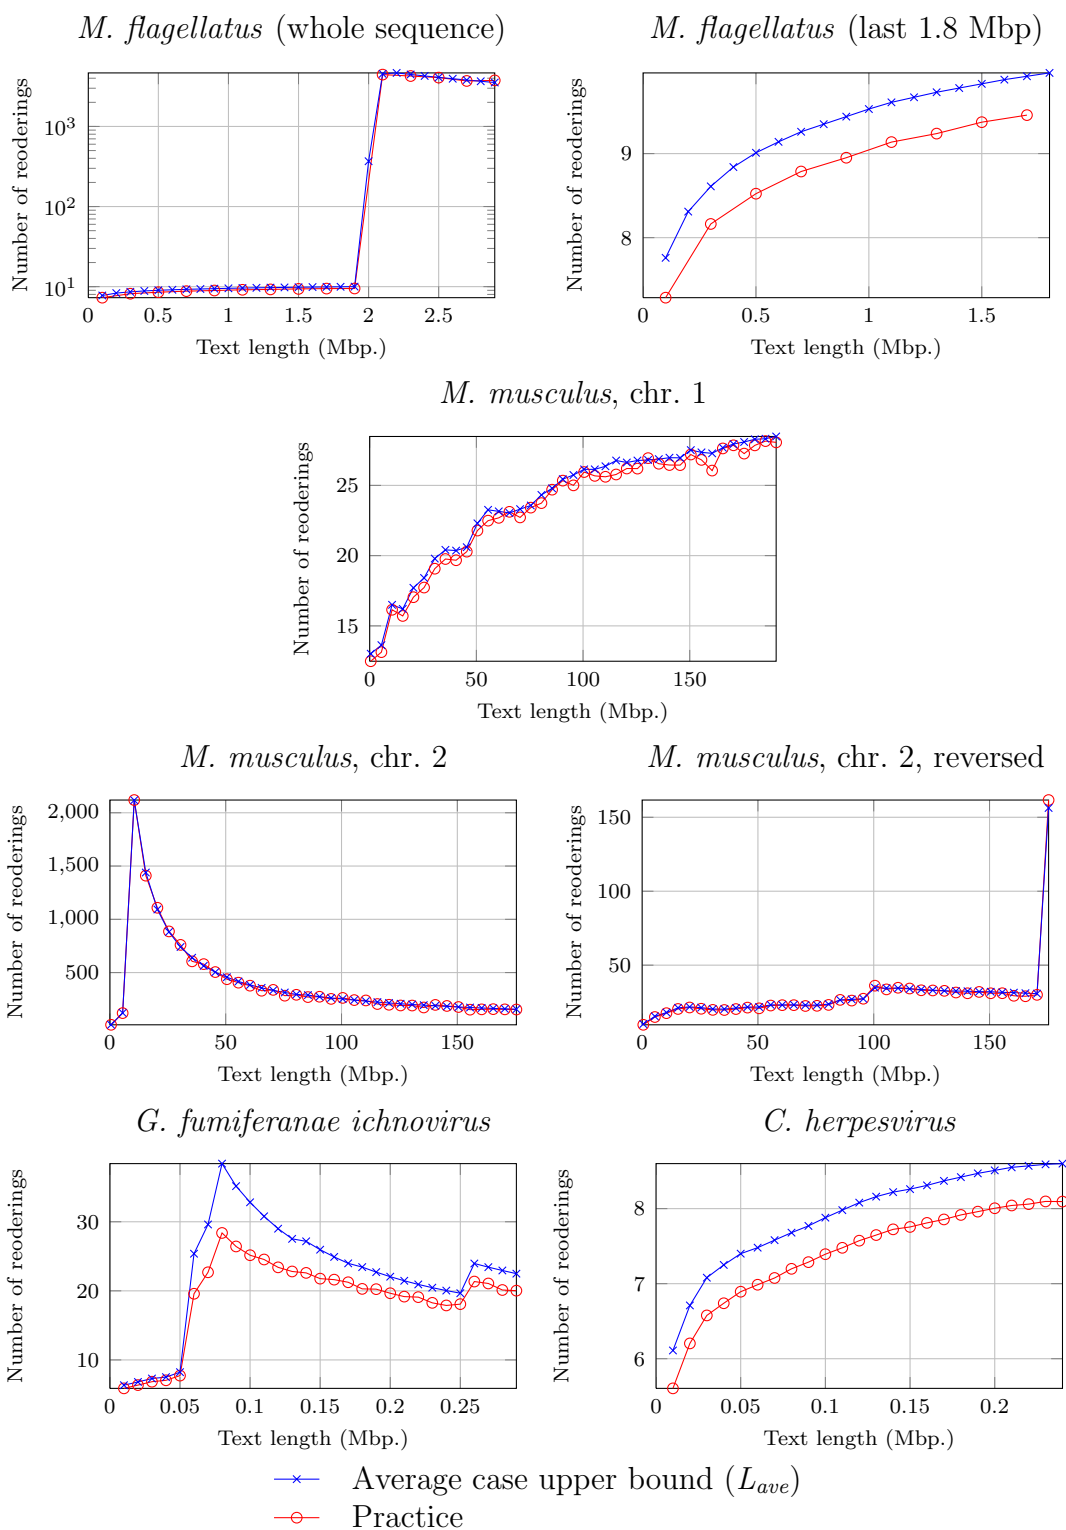 M. flagellatus (whole sequence)
Number of reoderings
10³
10²
10¹
0 0.5 1 1.5 2 2.5
Text length (Mbp.)
M. flagellatus (last 1.8 Mbp)
Number of reoderings
9
8
0.5 1 1.5
Text length (Mbp.)
M. musculus, chr. 1
Number of reoderings
25
20
15
0 50 100 150
Text length (Mbp.)
M. musculus, chr. 2
Number of reoderings
2,000
1,500
1,000
500
0 50 100 150
Text length (Mbp.)
M. musculus, chr. 2, reversed
Number of reoderings
150
100
50
0 50 100 150
Text length (Mbp.)
G. fumiferanae ichnovirus
Number of reoderings
30
20
10
0 0.05 0.1 0.15 0.2 0.25
Text length (Mbp.)
C. herpesvirus
Number of reoderings
8
7
6
0 0.05 0.1 0.15 0.2
Text length (Mbp.)
Average case upper bound (L_ave)
Practice